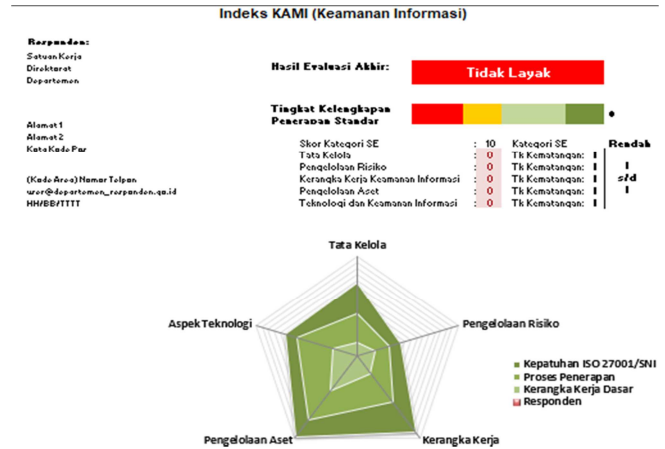 Indeks KAMI (Keamanan Informasi)
Responden:
Satuan Kerja
Direktorat
Departemen
Alamat 1
Alamat 2
Kota Kode Pos
(Kode Area) Nomor Telpon
user@departemen_responden.go.id
HH/BB/TTTT
Hasil Evaluasi Akhir:
Tidak Layak
Tingkat Kelengkapan
Penerapan Standar
Skor Kategori SE : 10 Kategori SE Rendah
Tata Kelola : 0 Tk Kematangan: I I
Pengelolaan Risiko : 0 Tk Kematangan: I s/d
Kerangka Kerja Keamanan Informasi : 0 Tk Kematangan: I I
Pengelolaan Aset : 0 Tk Kematangan: I
Teknologi dan Keamanan Informasi : 0 Tk Kematangan: I
Tata Kelola
Aspek Teknologi
Pengelolaan Risiko
Pengelolaan Aset
Kerangka Kerja
Kepatuhan ISO 27001/SNI
Proses Penerapan
Kerangka Kerja Dasar
Responden